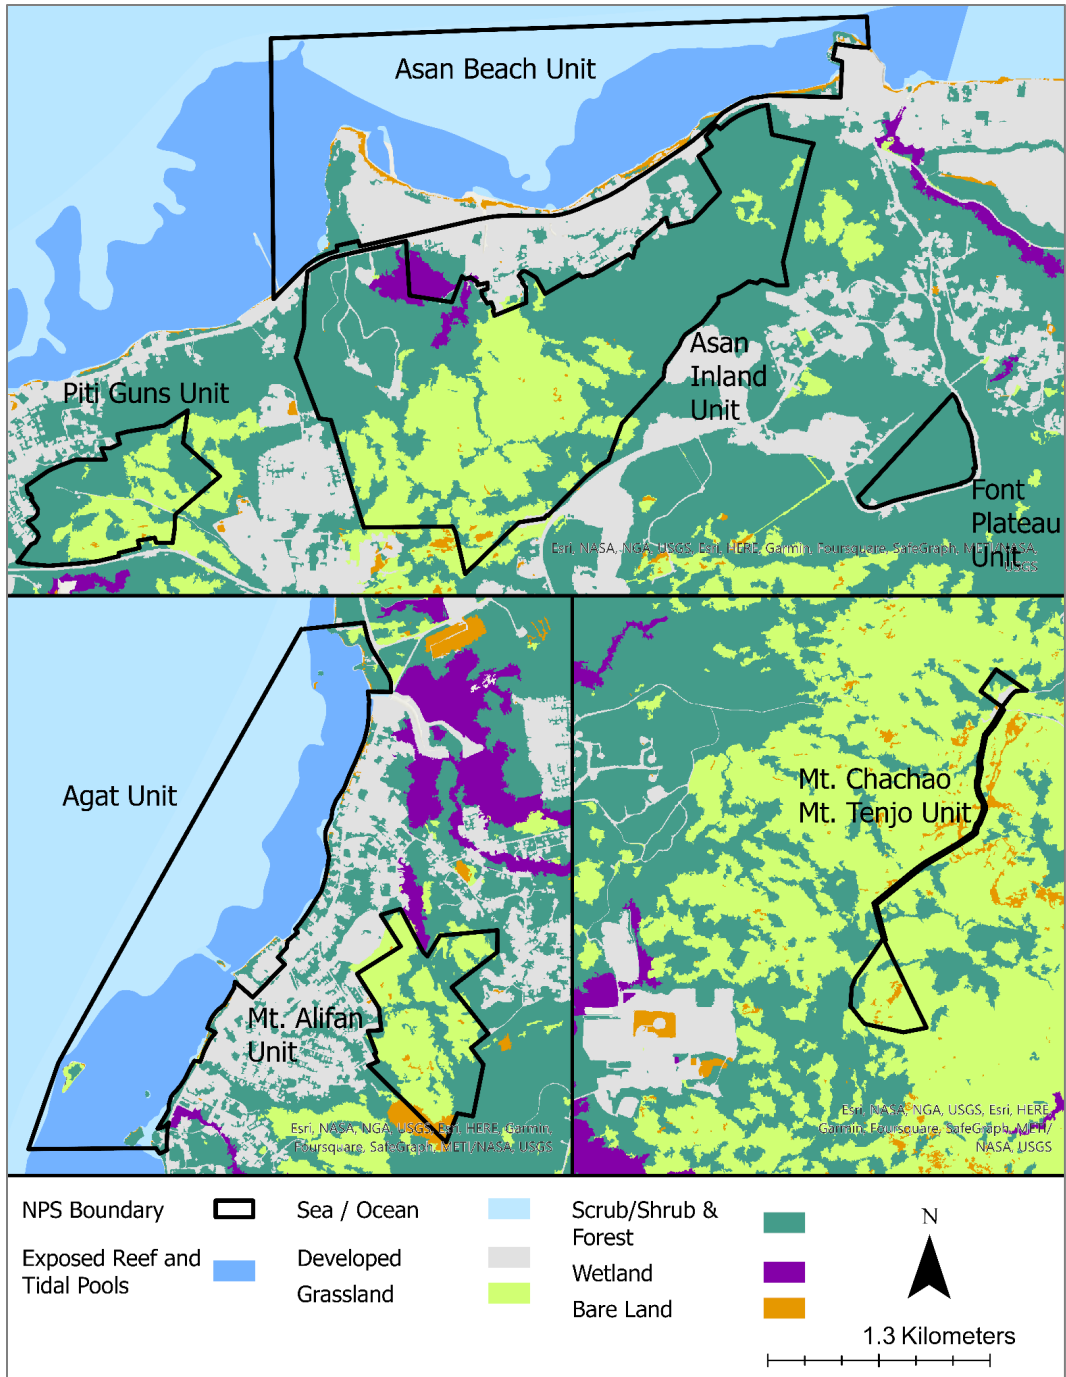 Asan Beach Unit
Piti Guns Unit
Asan
Inland
Unit
Font
Plateau
Unit
Esri, NASA, NGA, USGS, Esri, HERE, Garmin, Foursquare, SafeGraph, METI/NASA,
USGS
Agat Unit
Mt. Alifan
Unit
Esri, NASA, NGA, USGS, Esri, HERE, Garmin,
Foursquare, SafeGraph, METI/NASA, USGS
Mt. Chachao
Mt. Tenjo Unit
Esri, NASA, NGA, USGS, Esri, HERE,
Garmin, Foursquare, SafeGraph, METI/
NASA, USGS
NPS Boundary
Exposed Reef and
Tidal Pools
Sea / Ocean
Developed
Grassland
Scrub/Shrub &
Forest
Wetland
Bare Land
N
1.3 Kilometers